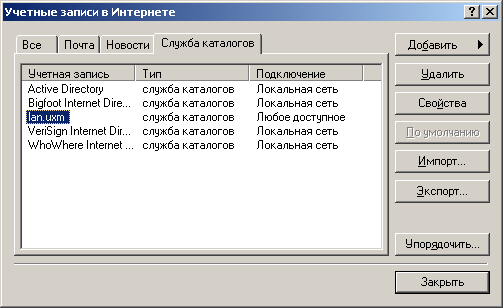 Учетные записи в Интернете
Все Почта Новости Служба каталогов
Добавить
Удалить
Свойства
По умолчанию
Импорт...
Экспорт...
Упорядочить...
Закрыть
Учетная запись Тип Подключение
Active Directory служба каталогов Локальная сеть
Bigfoot Internet Dire... служба каталогов Локальная сеть
lan.uxm служба каталогов Любое доступное
VeriSign Internet Dir... служба каталогов Локальная сеть
WhoWhere Internet ... служба каталогов Локальная сеть